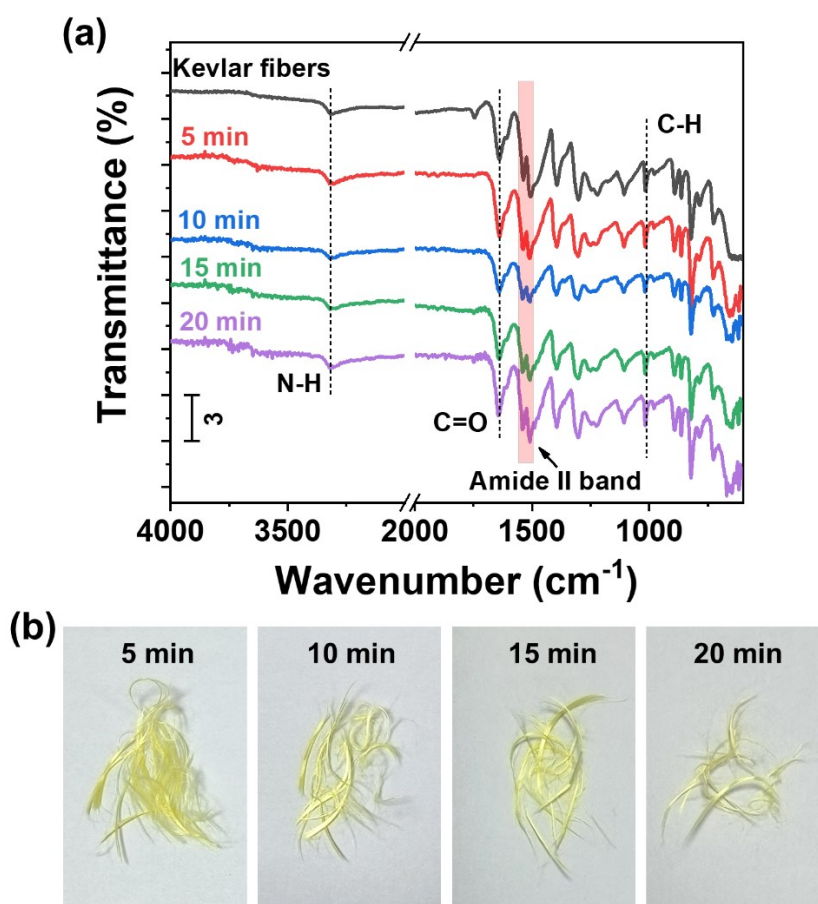 (a)
Kevlar fibers
5 min
10 min
15 min
20 min
C-H
N-H
C=O
Amide II band
3
Transmittance (%)
4000 3500 2000 1500 1000
Wavenumber (cm⁻¹)
(b)
5 min 10 min 15 min 20 min